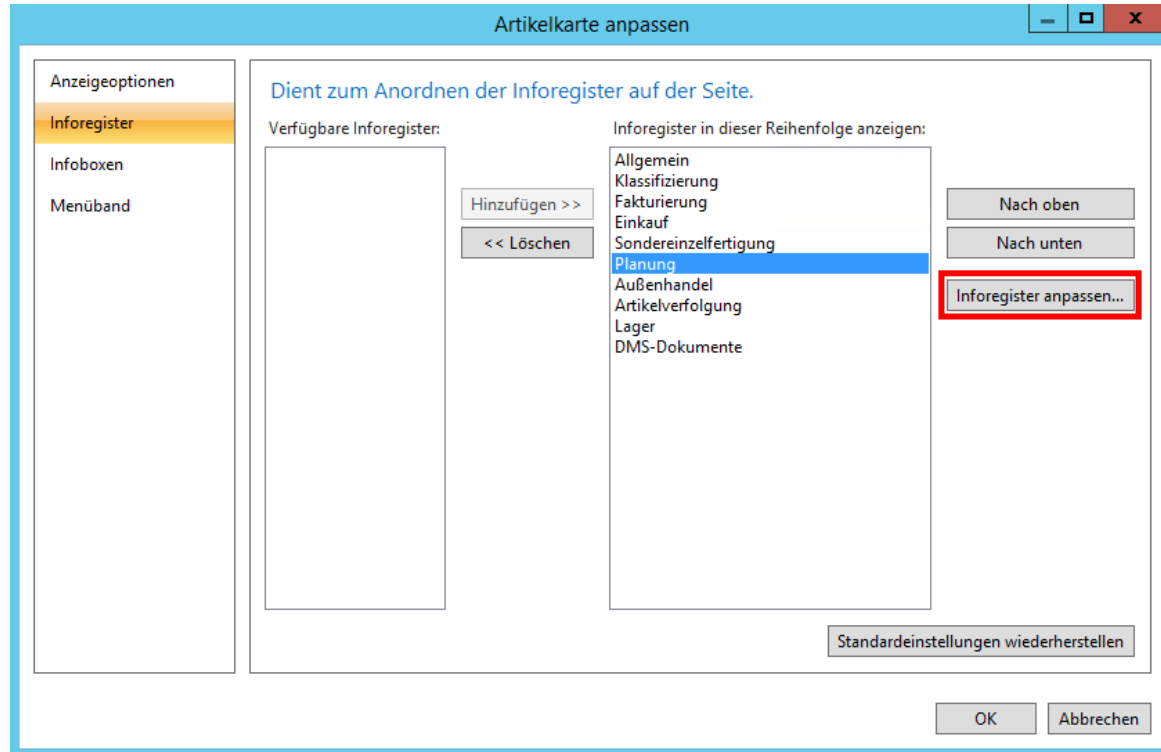 Artikelkarte anpassen
Anzeigeoptionen
Inforegister
Infoboxen
Menüband
Dient zum Anordnen der Inforegister auf der Seite.
Verfügbare Inforegister:
Hinzufügen >>
<< Löschen
Inforegister in dieser Reihenfolge anzeigen:
Allgemein
Klassifizierung
Fakturierung
Einkauf
Sondereinzelfertigung
Planung
Außenhandel
Artikelverfolgung
Lager
DMS-Dokumente
Nach oben
Nach unten
Inforegister anpassen...
Standardeinstellungen wiederherstellen
OK
Abbrechen